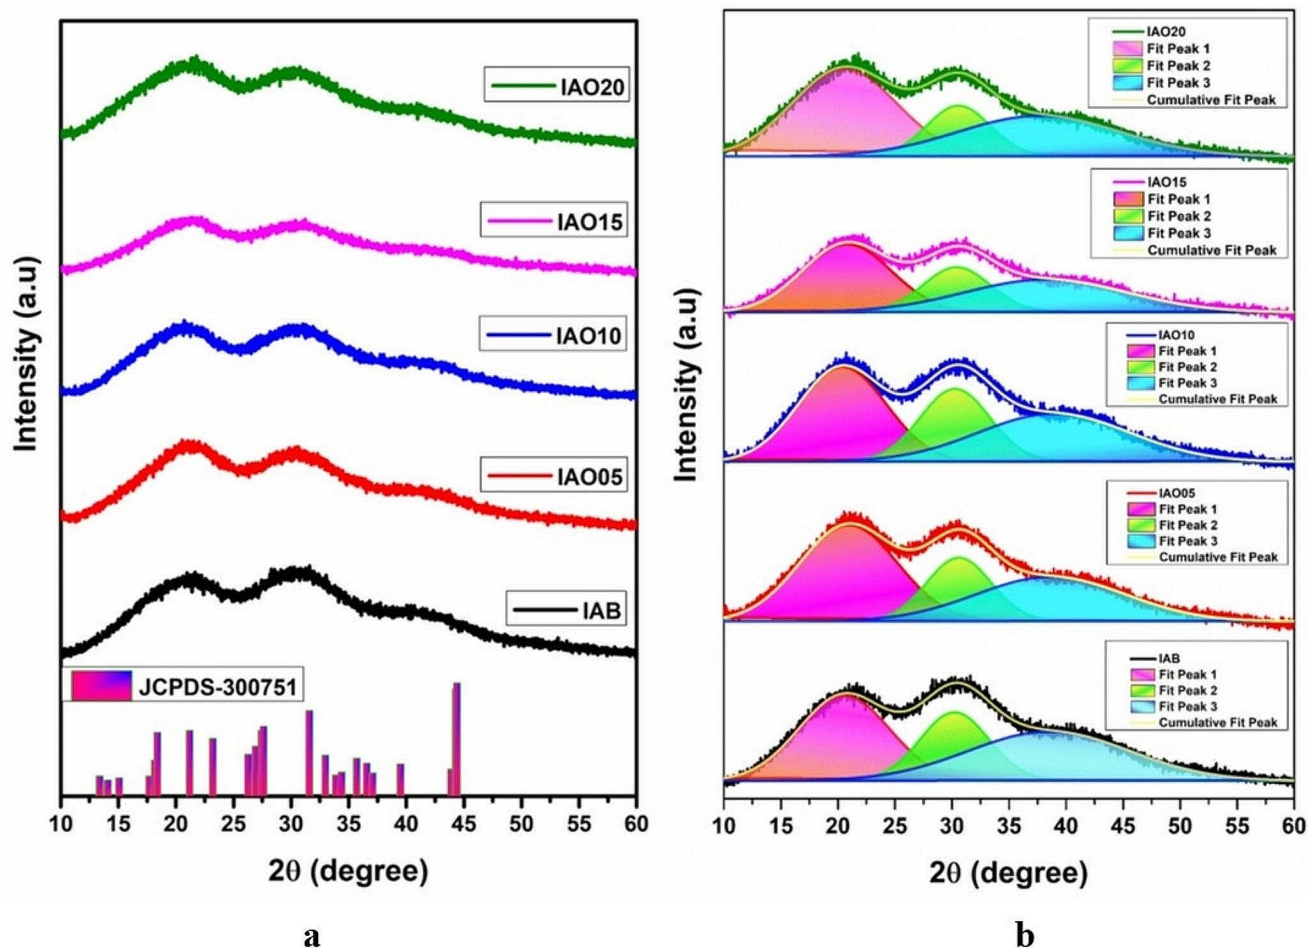 IAO20
IAO15
IAO10
IAO05
IAB
JCPDS-300751
Intensity (a.u)
10 15 20 25 30 35 40 45 50 55 60
2θ (degree)
a
IAO20
Fit Peak 1
Fit Peak 2
Fit Peak 3
Cumulative Fit Peak
IAO15
Fit Peak 1
Fit Peak 2
Fit Peak 3
Cumulative Fit Peak
IAO10
Fit Peak 1
Fit Peak 2
Fit Peak 3
Cumulative Fit Peak
IAO05
Fit Peak 1
Fit Peak 2
Fit Peak 3
Cumulative Fit Peak
IAB
Fit Peak 1
Fit Peak 2
Fit Peak 3
Cumulative Fit Peak
Intensity (a.u)
10 15 20 25 30 35 40 45 50 55 60
2θ (degree)
b